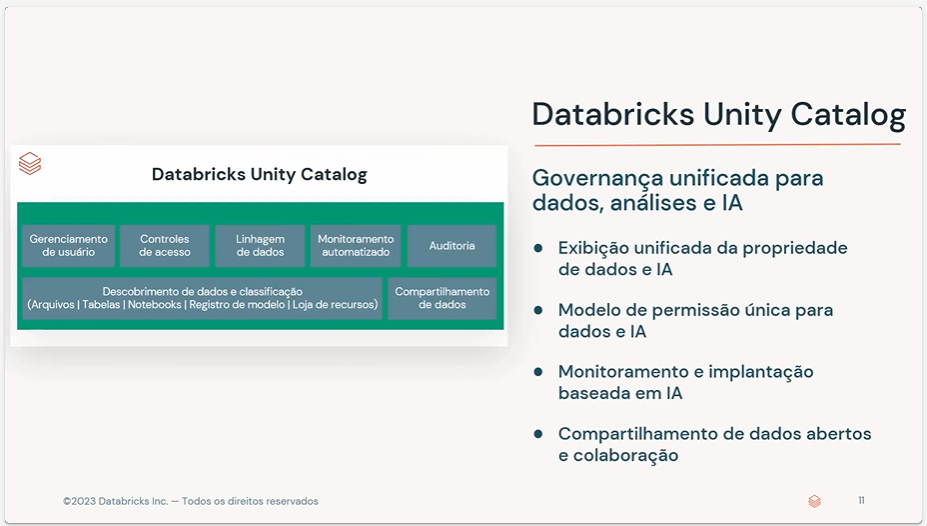 Databricks Unity Catalog
Governança unificada para
dados, análises e IA
● Exibição unificada da propriedade
de dados e IA
● Modelo de permissão única para
dados e IA
● Monitoramento e implantação
baseada em IA
● Compartilhamento de dados abertos
e colaboração
Databricks Unity Catalog
Gerenciamento
de usuário
Controles
de acesso
Linhagem
de dados
Monitoramento
automatizado
Auditoria
Descobrimento de dados e classificação
(Arquivos | Tabelas | Notebooks | Registro de modelo | Loja de recursos)
Compartilhamento
de dados
©2023 Databricks Inc. — Todos os direitos reservados
11